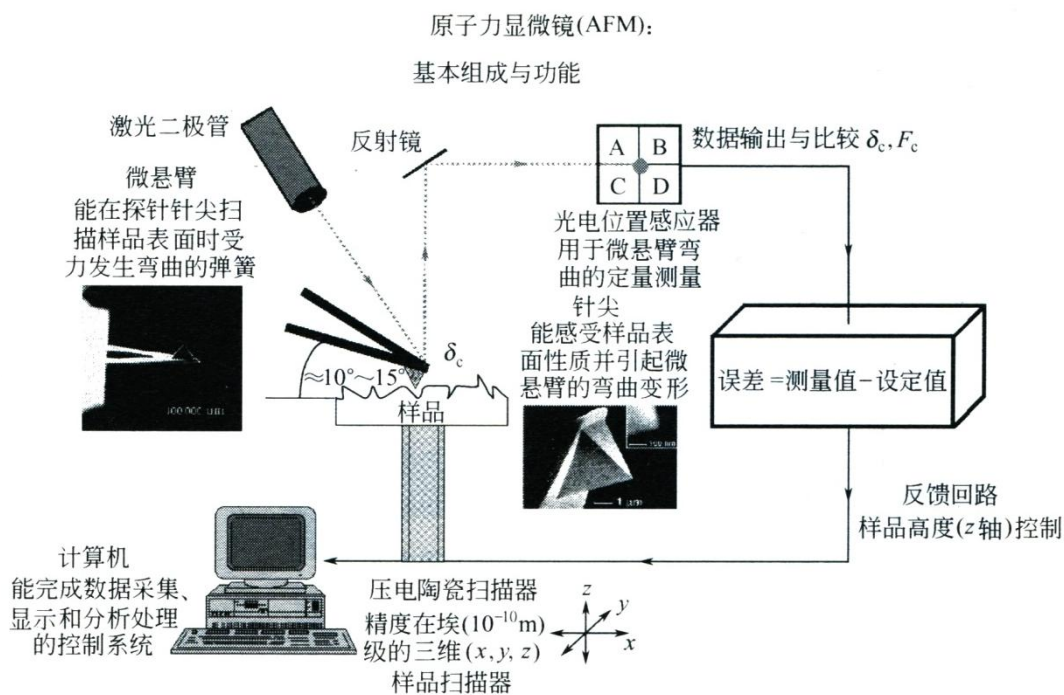 原子力显微镜(AFM)：
基本组成与功能
激光二极管
反射镜
A B
C D
数据输出与比较 δc, Fc
微悬臂
能在探针针尖扫
描样品表面时受
力发生弯曲的弹簧
100.000 μm
光电位置感应器
用于微悬臂弯
曲的定量测量
针尖
能感受样品表
面性质并引起微
悬臂的弯曲变形
δc
≈10°～15°
样品
误差=测量值−设定值
100 nm
1 μm
反馈回路
样品高度(z轴)控制
计算机
能完成数据采集、
显示和分析处理
的控制系统
压电陶瓷扫描器
精度在埃(10⁻¹⁰m)
级的三维(x, y, z)
样品扫描器
z
y
x